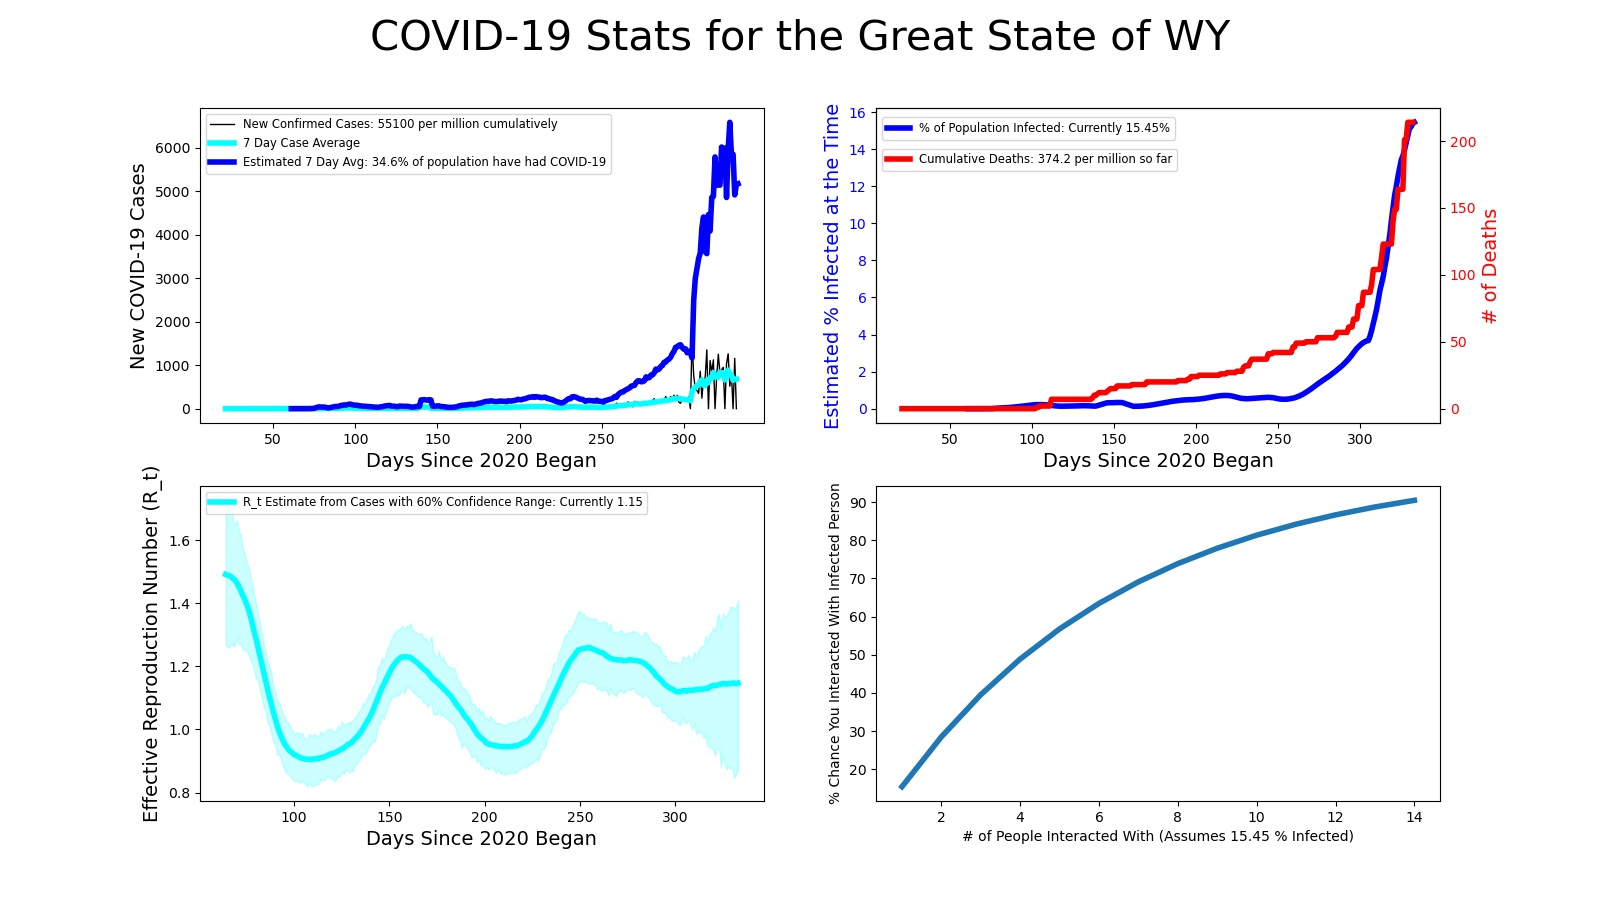 COVID-19 Stats for the Great State of WY
New COVID-19 Cases
6000
5000
4000
3000
2000
1000
0
New Confirmed Cases: 55100 per million cumulatively
7 Day Case Average
Estimated 7 Day Avg: 34.6% of population have had COVID-19
50 100 150 200 250 300
Days Since 2020 Began
Estimated % Infected at the Time
16
14
12
10
8
6
4
2
0
% of Population Infected: Currently 15.45%
Cumulative Deaths: 374.2 per million so far
200
150
100
50
0
# of Deaths
50 100 150 200 250 300
Days Since 2020 Began
Effective Reproduction Number (R_t)
1.6
1.4
1.2
1.0
0.8
R_t Estimate from Cases with 60% Confidence Range: Currently 1.15
100 150 200 250 300
Days Since 2020 Began
% Chance You Interacted With Infected Person
90
80
70
60
50
40
30
20
2 4 6 8 10 12 14
# of People Interacted With (Assumes 15.45 % Infected)